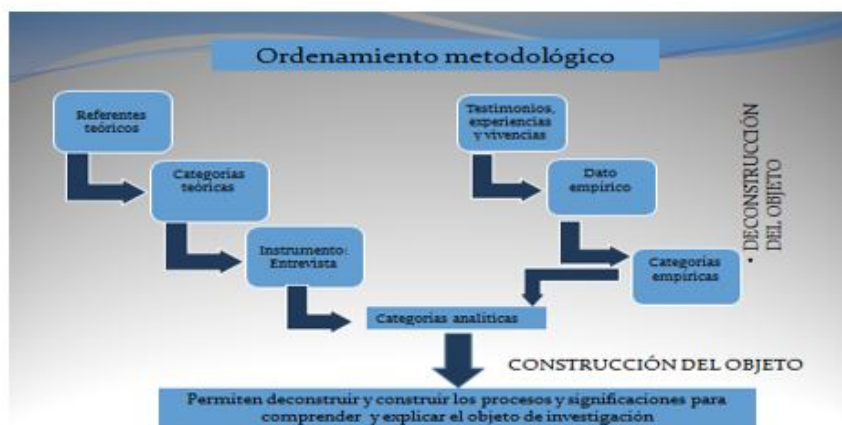 Ordenamiento metodológico
Referentes
teóricos
Categorías
teóricas
Instrumento:
Entrevista
Testimonios,
experiencias
y vivencias
Dato
empírico
Categorías
empíricas
• DECONSTRUCCIÓN
DEL OBJETO
Categorías analíticas
CONSTRUCCIÓN DEL OBJETO
Permiten deconstruir y construir los procesos y significaciones para
comprender y explicar el objeto de investigación